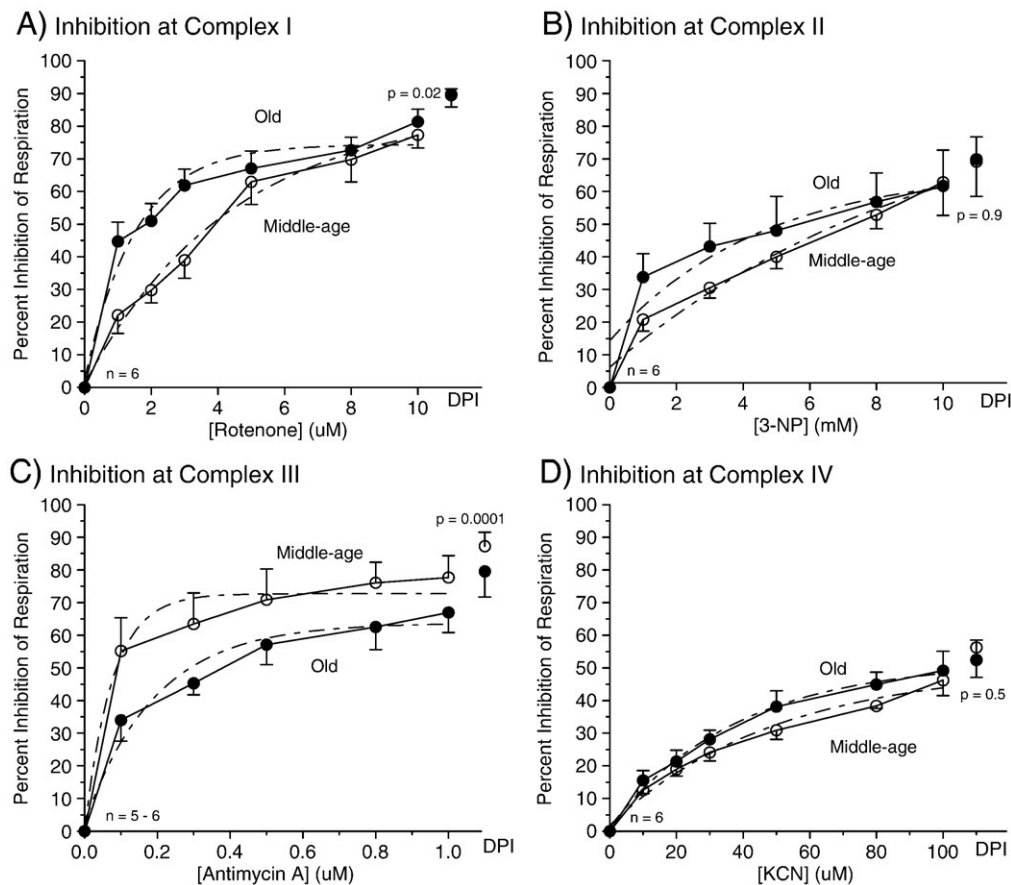 A) Inhibition at Complex I
Percent Inhibition of Respiration
100
90
80
70
60
50
40
30
20
10
0
p = 0.02
Old
Middle-age
n = 6
0 2 4 6 8 10 DPI
[Rotenone] (uM)
B) Inhibition at Complex II
Percent Inhibition of Respiration
100
90
80
70
60
50
40
30
20
10
0
Old
p = 0.9
Middle-age
n = 6
0 2 4 6 8 10 DPI
[3-NP] (mM)
C) Inhibition at Complex III
Percent Inhibition of Respiration
100
90
80
70
60
50
40
30
20
10
0
p = 0.0001
Middle-age
Old
n = 5 - 6
0.0 0.2 0.4 0.6 0.8 1.0 DPI
[Antimycin A] (uM)
D) Inhibition at Complex IV
Percent Inhibition of Respiration
100
90
80
70
60
50
40
30
20
10
0
Old
p = 0.5
Middle-age
n = 6
0 20 40 60 80 100 DPI
[KCN] (uM)